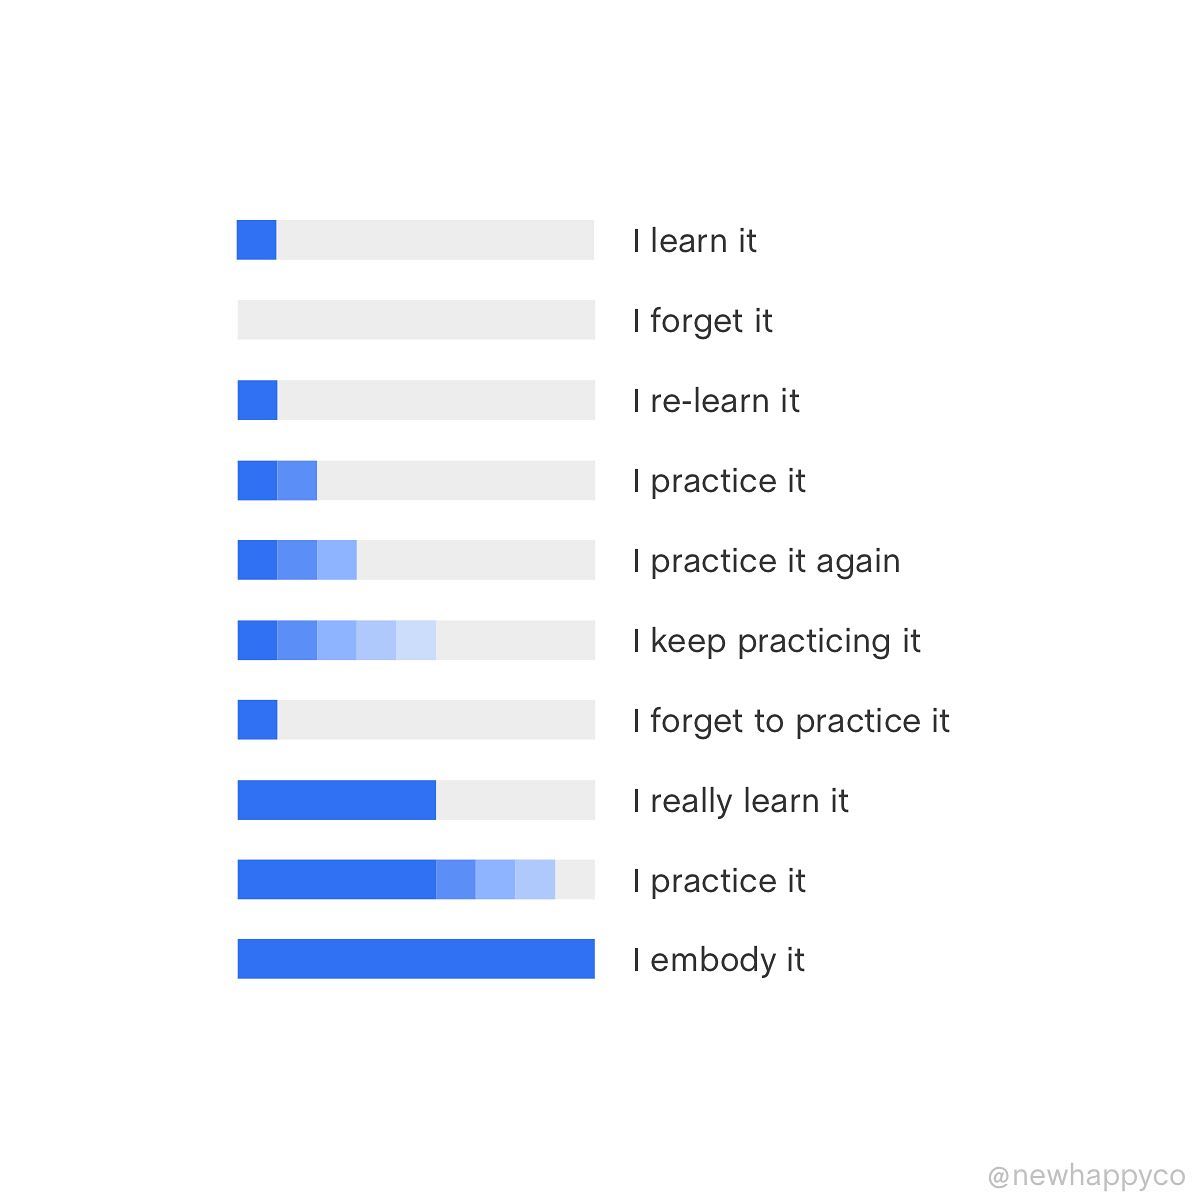 I learn it
I forget it
I re-learn it
I practice it
I practice it again
I keep practicing it
I forget to practice it
I really learn it
I practice it
I embody it
@newhappyco